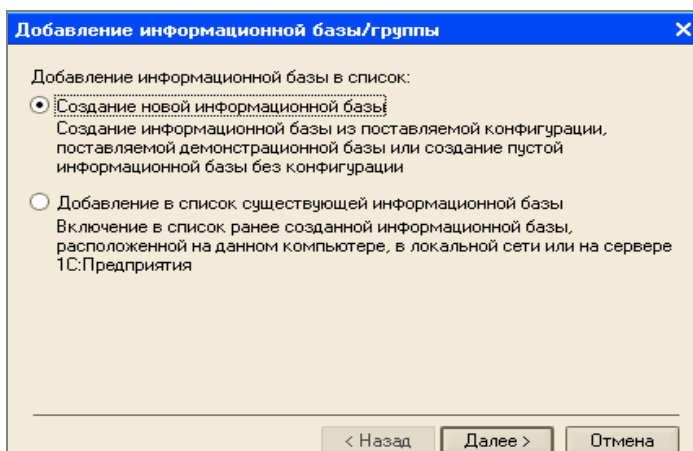 Добавление информационной базы/группы
Добавление информационной базы в список:
Создание новой информационной базы
Создание информационной базы из поставляемой конфигурации,
поставляемой демонстрационной базы или создание пустой
информационной базы без конфигурации
Добавление в список существующей информационной базы
Включение в список ранее созданной информационной базы,
расположенной на данном компьютере, в локальной сети или на сервере
1С:Предприятия
< Назад Далее > Отмена